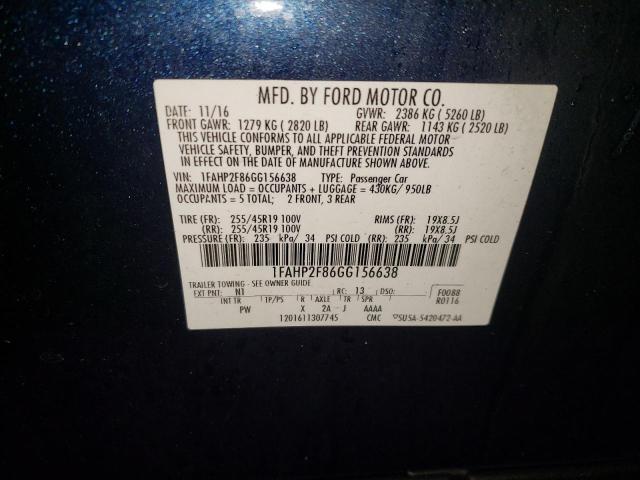 MFD. BY FORD MOTOR CO.
DATE: 11/16 GVWR: 2386 KG ( 5260 LB)
FRONT GAWR: 1279 KG ( 2820 LB) REAR GAWR: 1143 KG ( 2520 LB)
THIS VEHICLE CONFORMS TO ALL APPLICABLE FEDERAL MOTOR
VEHICLE SAFETY, BUMPER, AND THEFT PREVENTION STANDARDS
IN EFFECT ON THE DATE OF MANUFACTURE SHOWN ABOVE.
VIN: 1FAHP2F86GG156638 TYPE: Passenger Car
MAXIMUM LOAD = OCCUPANTS + LUGGAGE = 430KG/ 950LB
OCCUPANTS = 5 TOTAL; 2 FRONT, 3 REAR
TIRE (FR): 255/45R19 100V RIMS (FR): 19X8.5J
(RR): 255/45R19 100V (RR): 19X8.5J
PRESSURE (FR): 235 kPa/ 34 PSI COLD (RR): 235 kPa/ 34 PSI COLD
1FAHP2F86GG156638
TRAILER TOWING - SEE OWNER GUIDE
EXT PNT: N1 RC: 13 DSO: F0088
INT TR TP/PS R AXLE TR SPR R0116
PW X 2A J AAAA
1201611307745 CMC 5U5A-5420472-AA